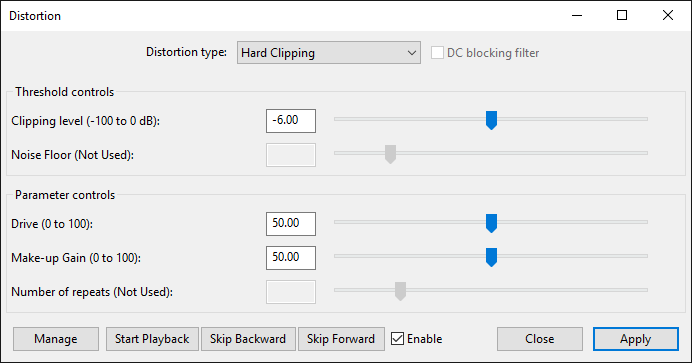 Distortion
Distortion type: Hard Clipping DC blocking filter
Threshold controls
Clipping level (-100 to 0 dB): -6.00
Noise Floor (Not Used):
Parameter controls
Drive (0 to 100): 50.00
Make-up Gain (0 to 100): 50.00
Number of repeats (Not Used):
Manage Start Playback Skip Backward Skip Forward Enable Close Apply